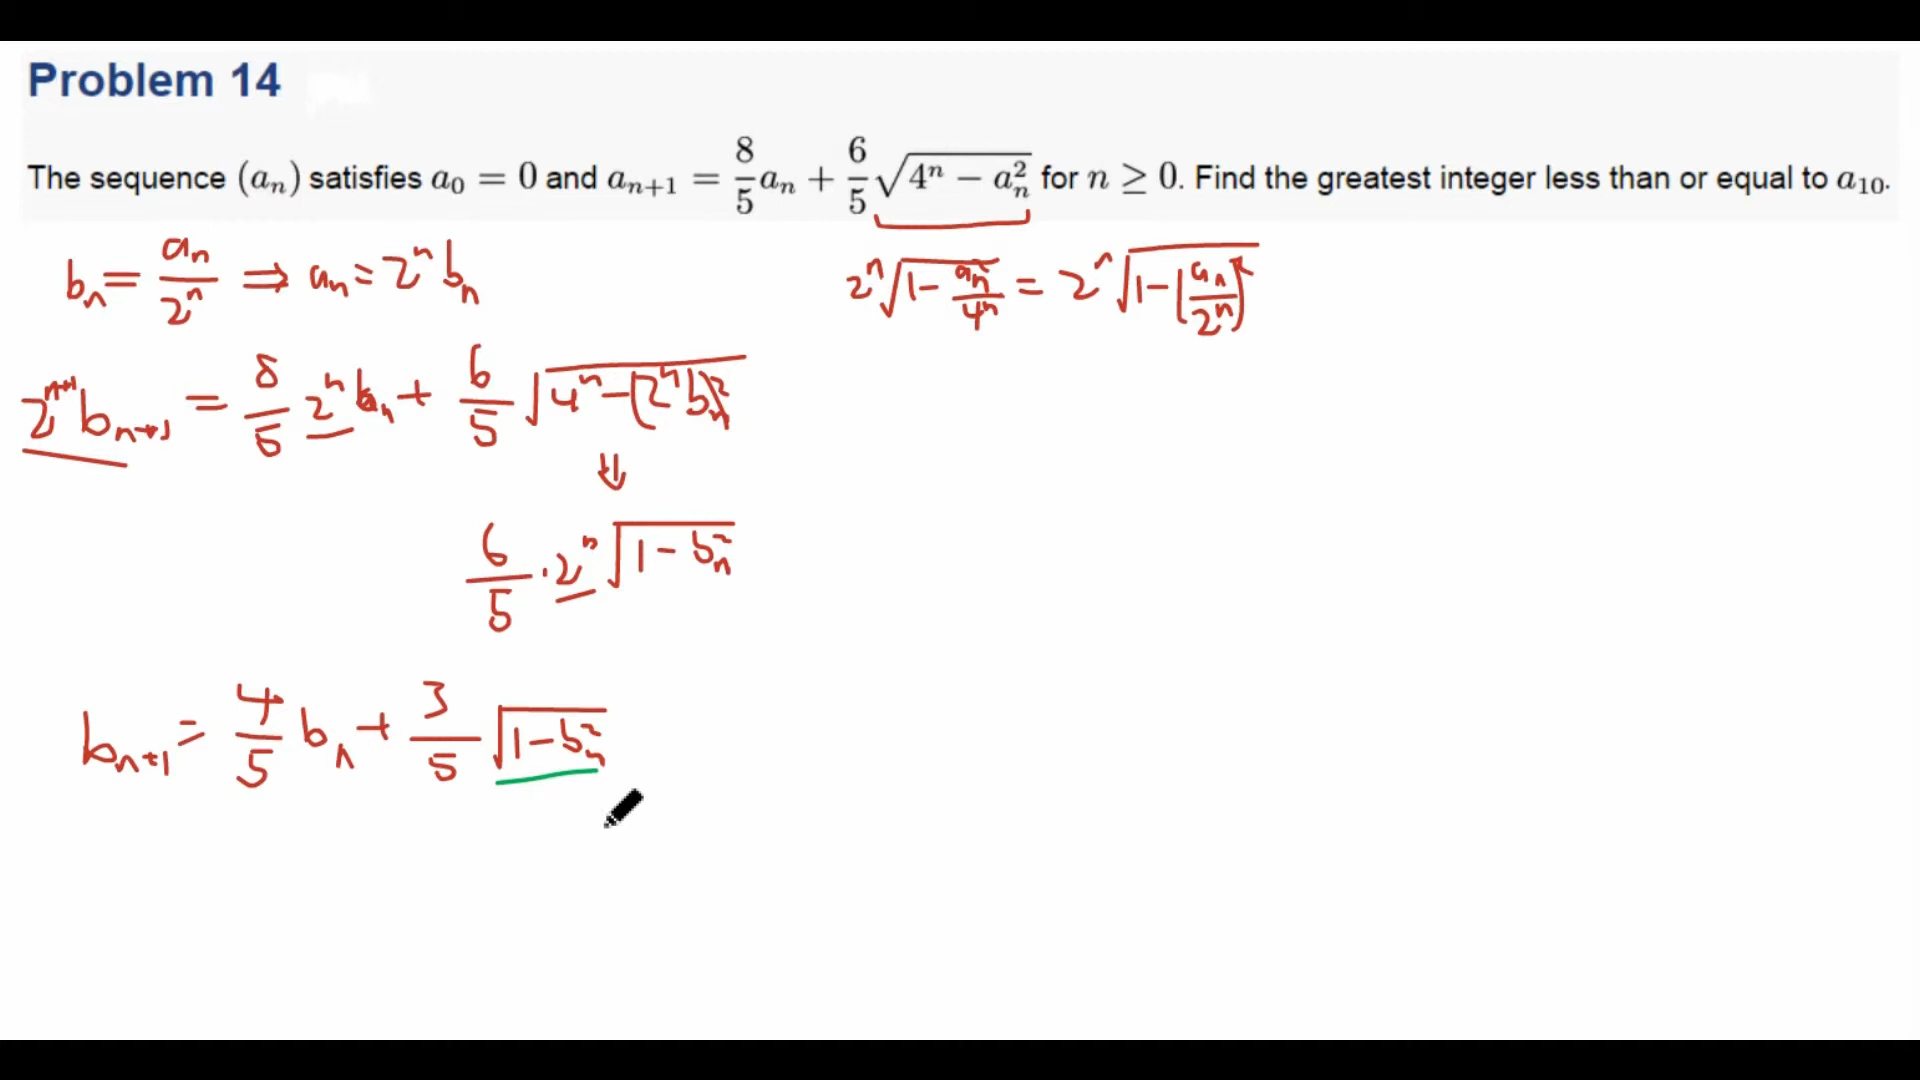 Problem 14
The sequence (aₙ) satisfies a₀ = 0 and aₙ₊₁ = 8/5 aₙ + 6/5 √(4ⁿ − aₙ²) for n ≥ 0. Find the greatest integer less than or equal to a₁₀.
bₙ = aₙ/2ⁿ ⇒ aₙ = 2ⁿ bₙ
2ⁿ√(1 − aₙ²/4ⁿ) = 2ⁿ √(1 − (aₙ/2ⁿ)²)
2ⁿ⁺¹ bₙ₊₁ = 8/5 2ⁿ bₙ + 6/5 √(4ⁿ − (2ⁿ bₙ)²)
⇓
6/5 · 2ⁿ √(1 − bₙ²)
bₙ₊₁ = 4/5 bₙ + 3/5 √(1 − bₙ²)